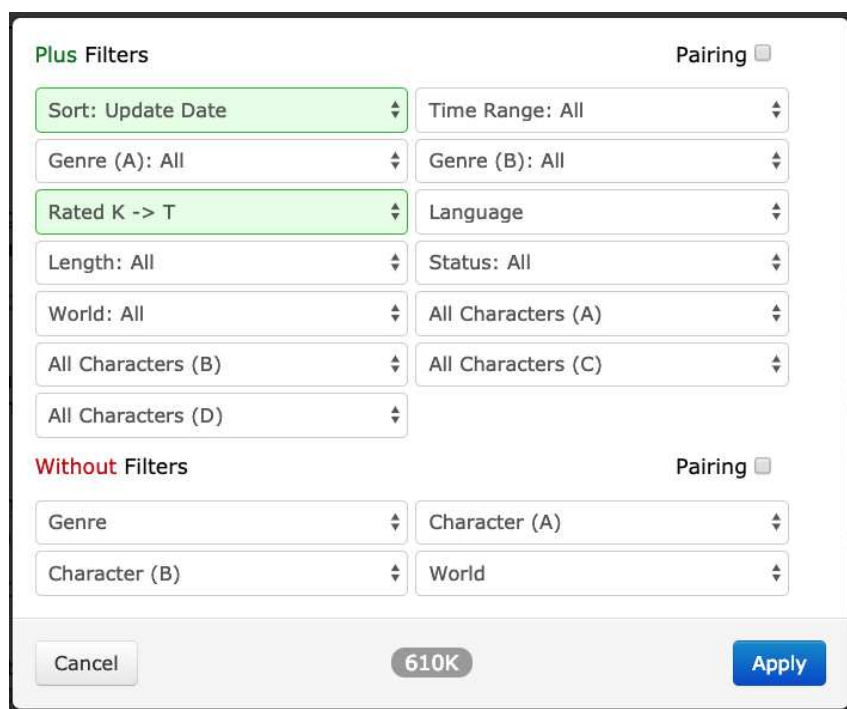 Plus Filters Pairing
Sort: Update Date Time Range: All
Genre (A): All Genre (B): All
Rated K -> T Language
Length: All Status: All
World: All All Characters (A)
All Characters (B) All Characters (C)
All Characters (D)
Without Filters Pairing
Genre Character (A)
Character (B) World
Cancel 610K Apply